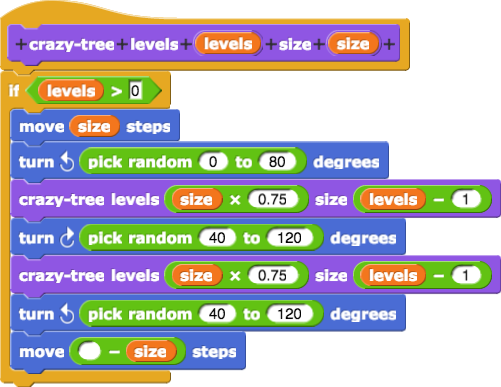 +crazy-tree+levels+levels+size+size+
if levels > 0
move size steps
turn pick random 0 to 80 degrees
crazy-tree levels size × 0.75 size levels − 1
turn pick random 40 to 120 degrees
crazy-tree levels size × 0.75 size levels − 1
turn pick random 40 to 120 degrees
move − size steps